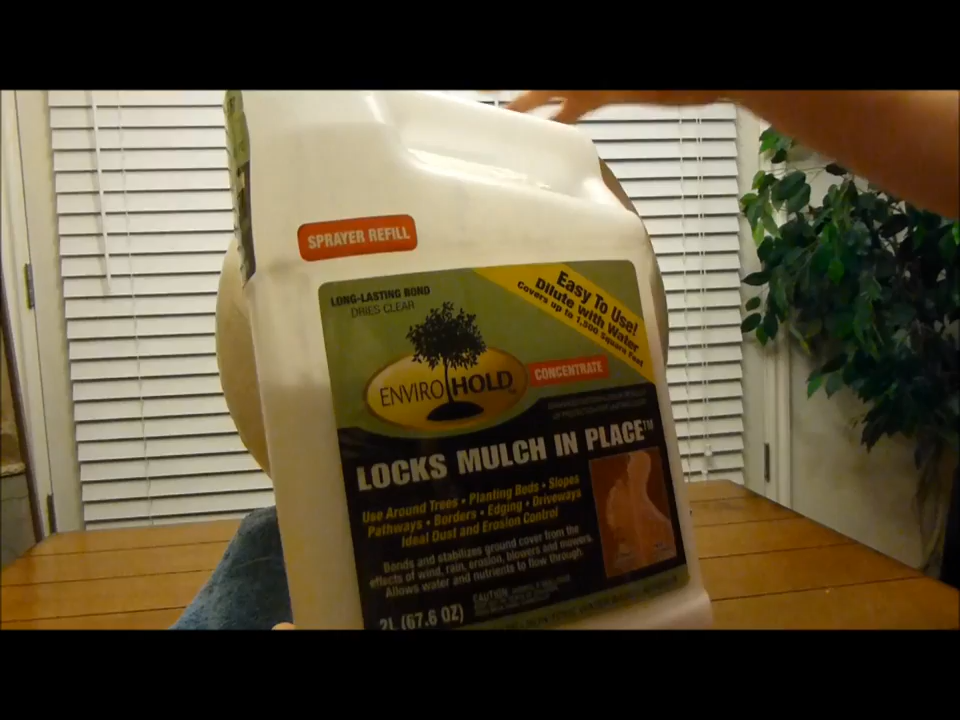 SPRAYER REFILL
LONG-LASTING BOND
DRIES CLEAR
Easy To Use!
Dilute with Water
Covers up to 1,500 Square Feet
ENVIRO HOLD
CONCENTRATE
LOCKS MULCH IN PLACE™
Use Around Trees • Planting Beds • Slopes
Pathways • Borders • Edging • Driveways
Ideal Dust and Erosion Control
Bonds and stabilizes ground cover from the
effects of wind, rain, erosion, blowers and mowers.
Allows water and nutrients to flow through.
CAUTION
2L (67.6 OZ)